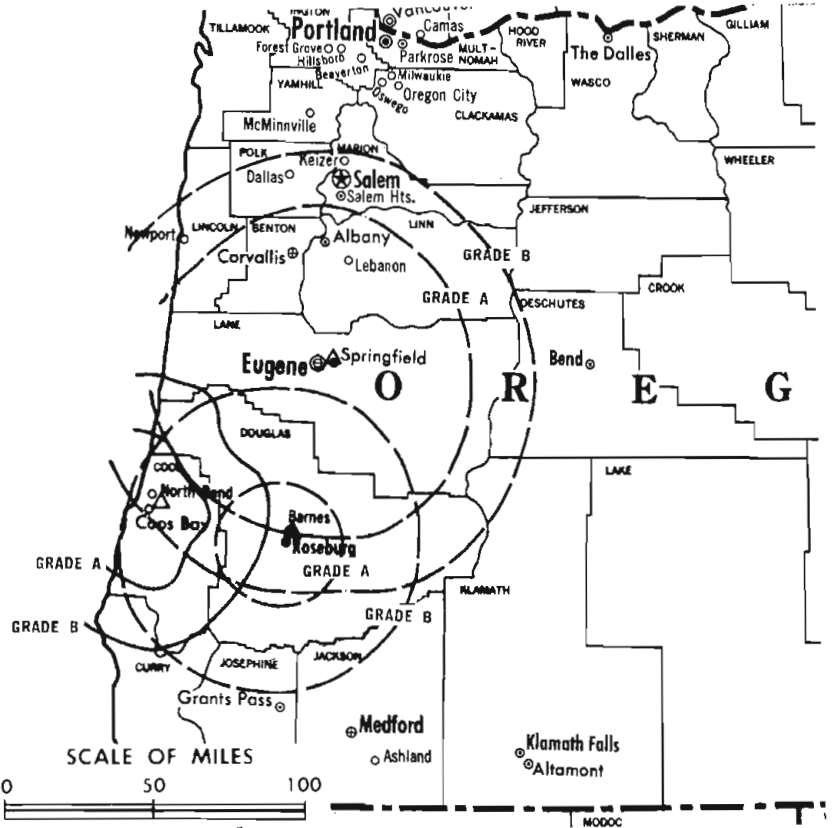 VANCOUVER
TILLAMOOK
Camas
HOOD
RIVER
SHERMAN
GILLIAM
Portland
Forest Grove
Hillsboro
Beaverton
Parkrose
MULT-
NOMAH
The Dalles
YAMHILL
Milwaukie
Oswego
Oregon City
WASCO
McMinnville
CLACKAMAS
POLK
MARION
Keizer
WHEELER
Dallas
Salem
Salem Hts.
JEFFERSON
Newport
LINCOLN
BENTON
LINN
Albany
Corvallis
Lebanon
GRADE B
GRADE A
CROOK
DESCHUTES
LANE
Eugene
Springfield
Bend
O R E G
DOUGLAS
COOS
LAKE
North Bend
Coos Bay
Barnes
Roseburg
GRADE A
GRADE A
KLAMATH
GRADE B
GRADE B
CURRY
JOSEPHINE
JACKSON
Grants Pass
Medford
Klamath Falls
Ashland
Altamont
SCALE OF MILES
0 50 100
MODOC